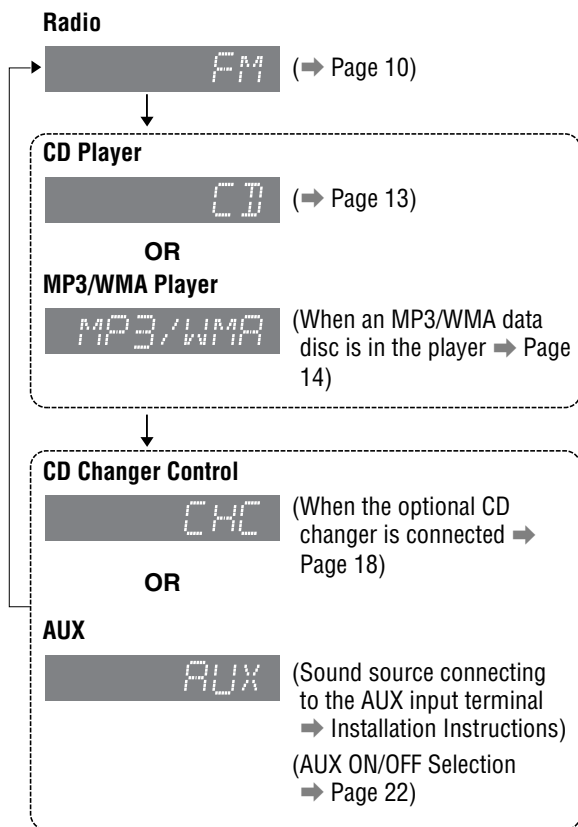 Radio
FM
(➡ Page 10)
CD Player
CD
(➡ Page 13)
OR
MP3/WMA Player
MP3/WMA
(When an MP3/WMA data
disc is in the player ➡ Page
14)
CD Changer Control
CHC
(When the optional CD
changer is connected ➡
Page 18)
OR
AUX
AUX
(Sound source connecting
to the AUX input terminal
➡ Installation Instructions)
(AUX ON/OFF Selection
➡ Page 22)